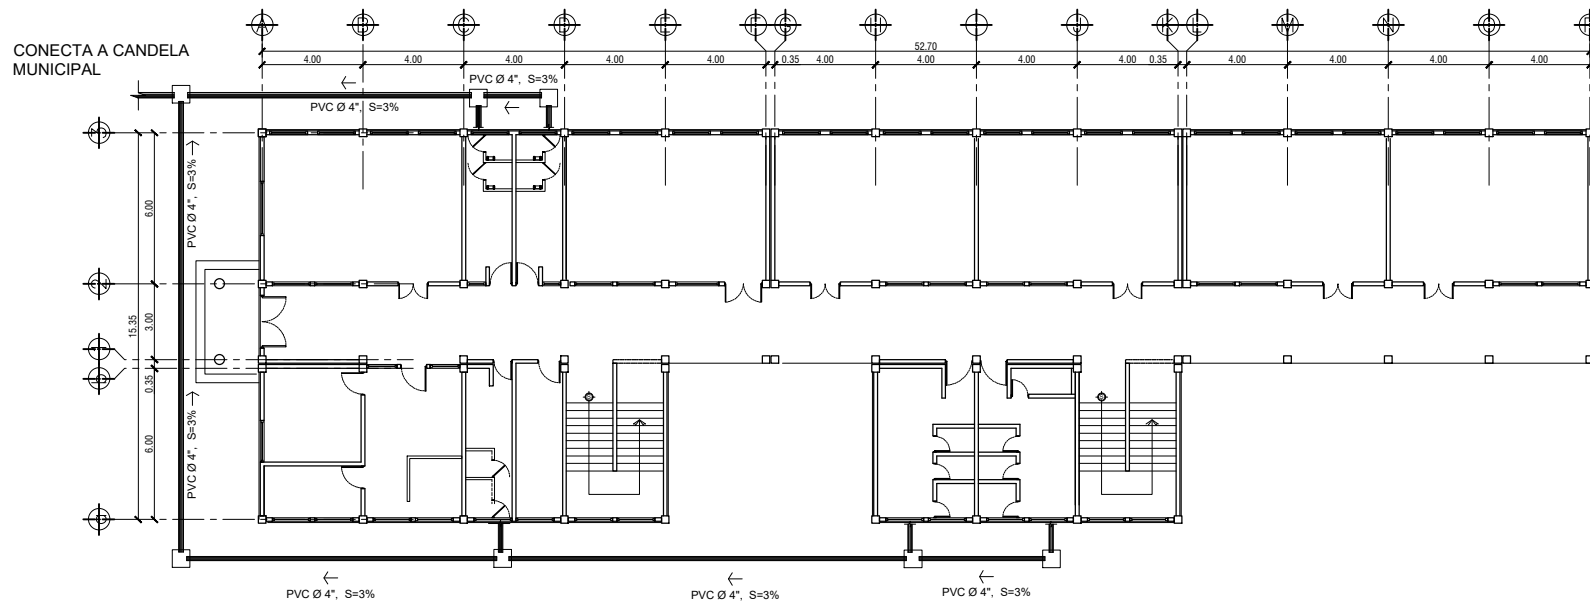 A C E F G H J K L M N O
CONECTA A CANDELA
MUNICIPAL
52.70
4.00 4.00 4.00 4.00 4.00 0.35 4.00 4.00 4.00 4.00 0.35 4.00 4.00 4.00 4.00
PVC Ø 4", S=3%
PVC Ø 4", S=3%
PVC Ø 4", S=3%
6.00
15.35
3.00
0.35
6.00
PVC Ø 4", S=3%
PVC Ø 4", S=3%
PVC Ø 4", S=3%
PVC Ø 4", S=3%